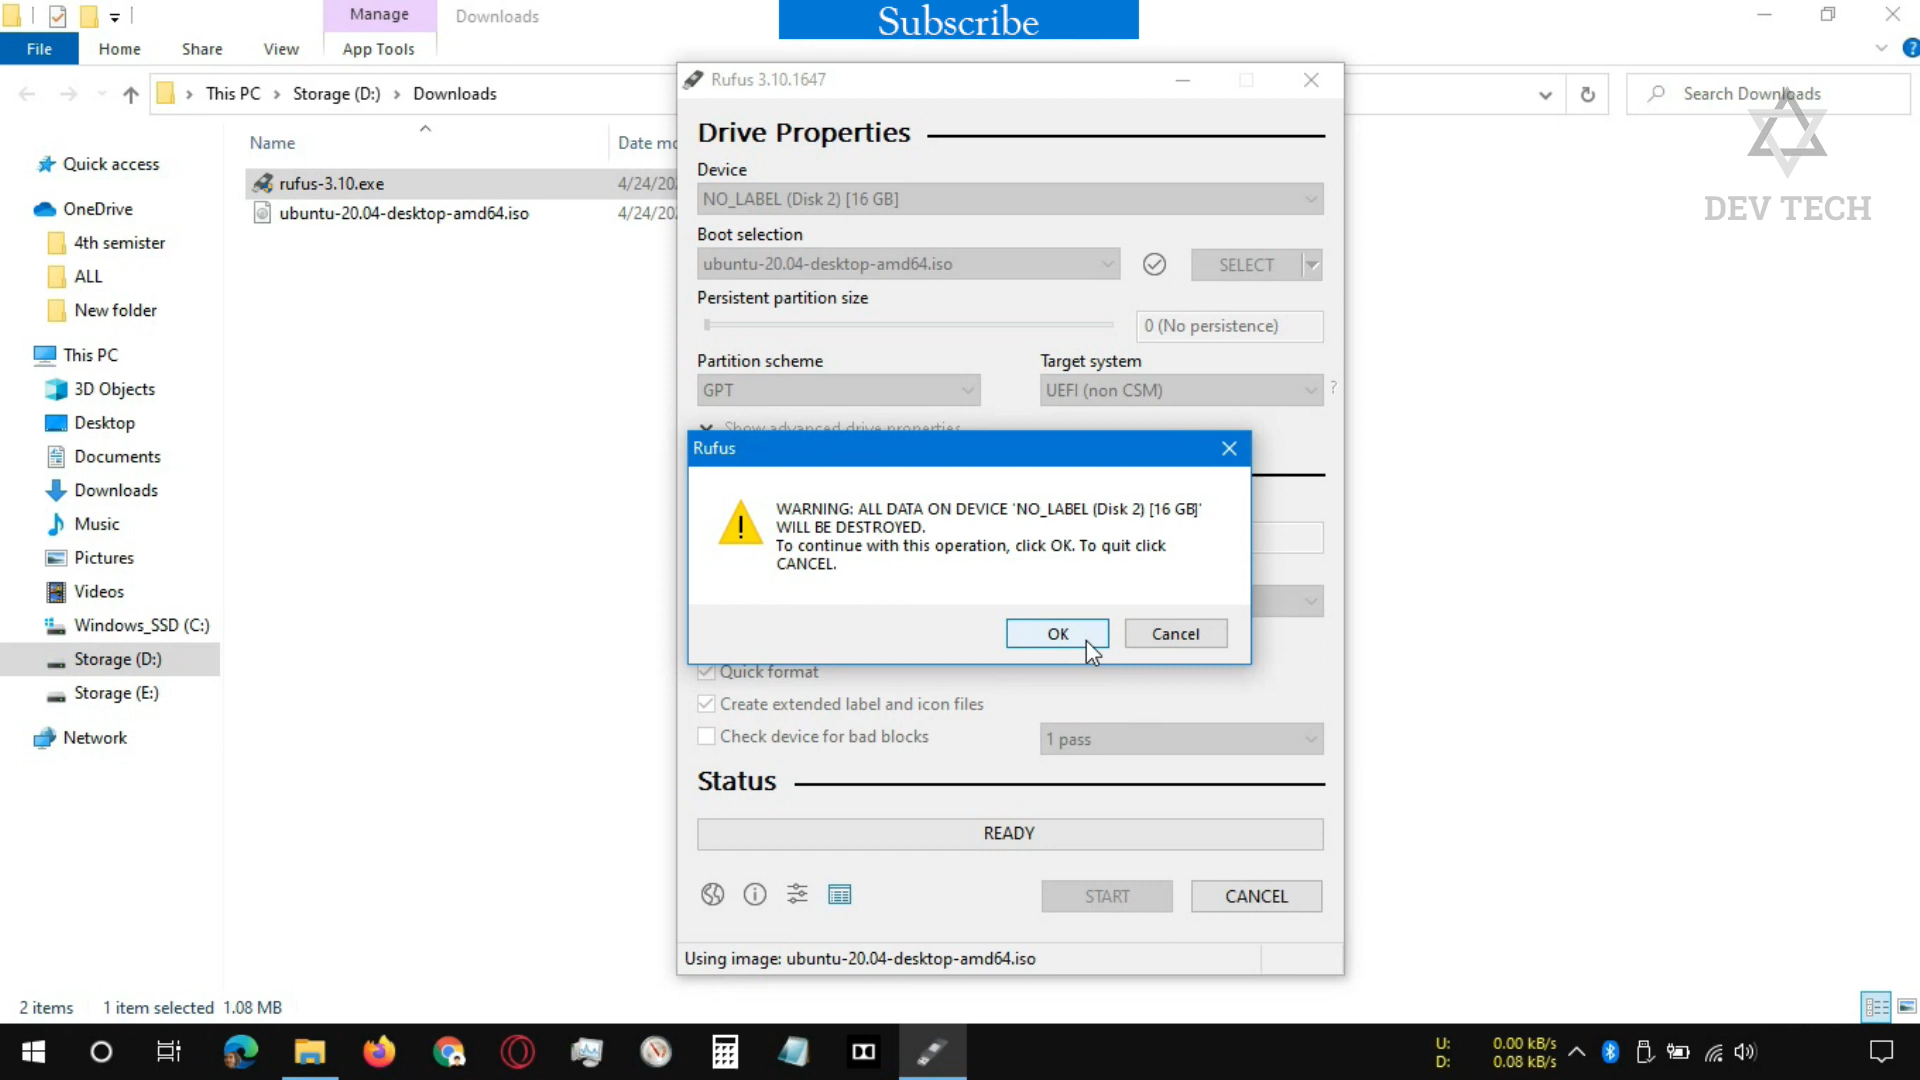 Manage
Downloads
Subscribe
File
Home
Share
View
App Tools
This PC
Storage (D:)
Downloads
Search Downloads
DEV TECH
Name
Date mo
rufus-3.10.exe
4/24/20
ubuntu-20.04-desktop-amd64.iso
4/24/20
Quick access
OneDrive
4th semister
ALL
New folder
This PC
3D Objects
Desktop
Documents
Downloads
Music
Pictures
Videos
Windows_SSD (C:)
Storage (D:)
Storage (E:)
Network
Rufus 3.10.1647
Drive Properties
Device
NO_LABEL (Disk 2) [16 GB]
Boot selection
ubuntu-20.04-desktop-amd64.iso
SELECT
Persistent partition size
0 (No persistence)
Partition scheme
Target system
GPT
UEFI (non CSM)
?
Show advanced drive properties
Rufus
WARNING: ALL DATA ON DEVICE 'NO_LABEL (Disk 2) [16 GB]'
WILL BE DESTROYED.
To continue with this operation, click OK. To quit click
CANCEL.
OK
Cancel
Quick format
Create extended label and icon files
Check device for bad blocks
1 pass
Status
READY
START
CANCEL
Using image: ubuntu-20.04-desktop-amd64.iso
2 items
1 item selected 1.08 MB
U: 0.00 kB/s
D: 0.08 kB/s